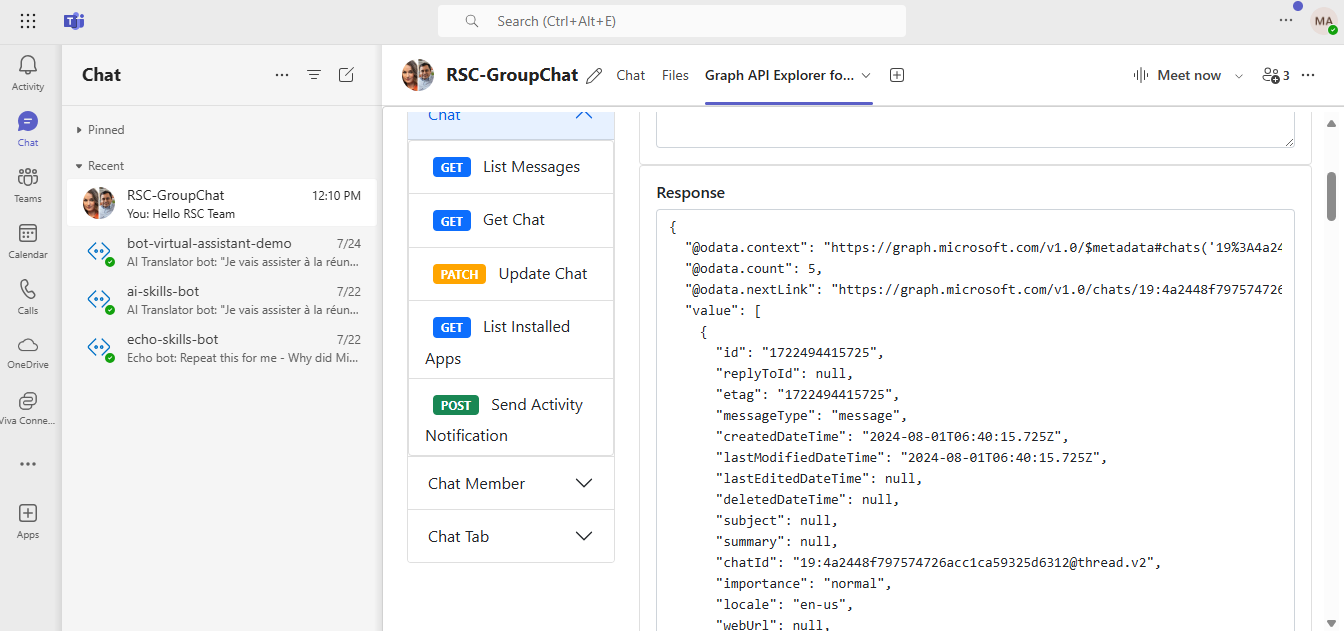 Search (Ctrl+Alt+E)
MA
Activity
Chat
Teams
Calendar
Calls
OneDrive
Viva Conne...
Apps
Chat
Pinned
Recent
RSC-GroupChat 12:10 PM
You: Hello RSC Team
bot-virtual-assistant-demo 7/24
AI Translator bot: "Je vais assister à la réun...
ai-skills-bot 7/22
AI Translator bot: "Je vais assister à la réun...
echo-skills-bot 7/22
Echo bot: Repeat this for me - Why did Mi...
RSC-GroupChat Chat Files Graph API Explorer fo... Meet now 3
Chat
GET List Messages
GET Get Chat
PATCH Update Chat
GET List Installed
Apps
POST Send Activity
Notification
Chat Member
Chat Tab
Response
{
"@odata.context": "https://graph.microsoft.com/v1.0/$metadata#chats('19%3A4a24
"@odata.count": 5,
"@odata.nextLink": "https://graph.microsoft.com/v1.0/chats/19:4a2448f797574726
"value": [
{
"id": "1722494415725",
"replyToId": null,
"etag": "1722494415725",
"messageType": "message",
"createdDateTime": "2024-08-01T06:40:15.725Z",
"lastModifiedDateTime": "2024-08-01T06:40:15.725Z",
"lastEditedDateTime": null,
"deletedDateTime": null,
"subject": null,
"summary": null,
"chatId": "19:4a2448f797574726acc1ca59325d6312@thread.v2",
"importance": "normal",
"locale": "en-us",
"webUrl": null,